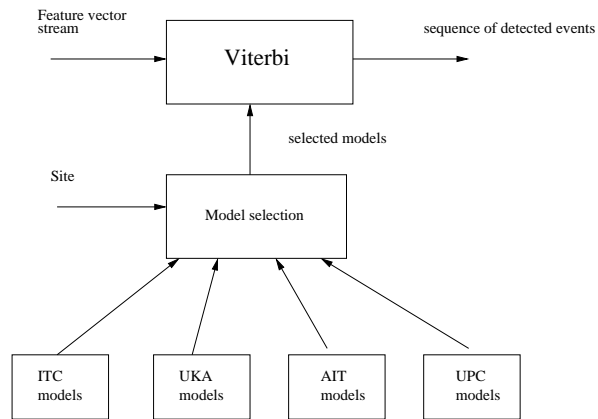 Feature vector
stream
Viterbi
sequence of detected events
selected models
Site
Model selection
ITC
models
UKA
models
AIT
models
UPC
models